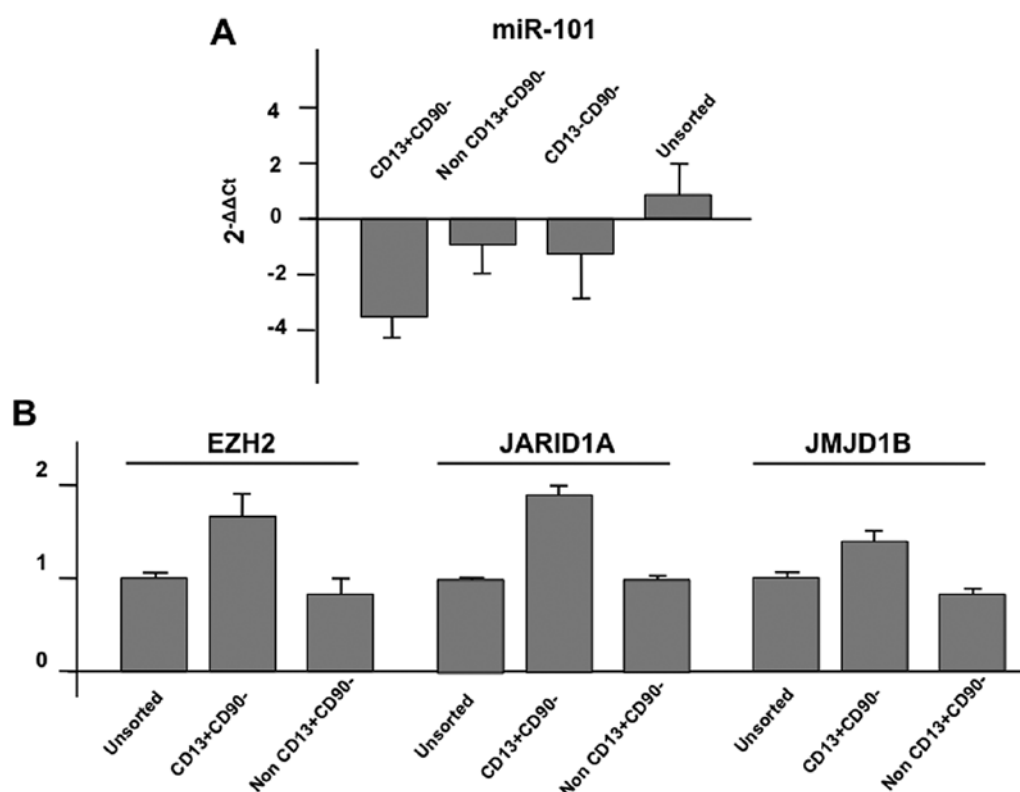 A
miR-101
CD13+CD90-
Non CD13+CD90-
CD13-CD90-
Unsorted
2-ΔΔCt
4
2
0
-2
-4
B
EZH2
JARID1A
JMJD1B
2
1
0
Unsorted
CD13+CD90-
Non CD13+CD90-
Unsorted
CD13+CD90-
Non CD13+CD90-
Unsorted
CD13+CD90-
Non CD13+CD90-